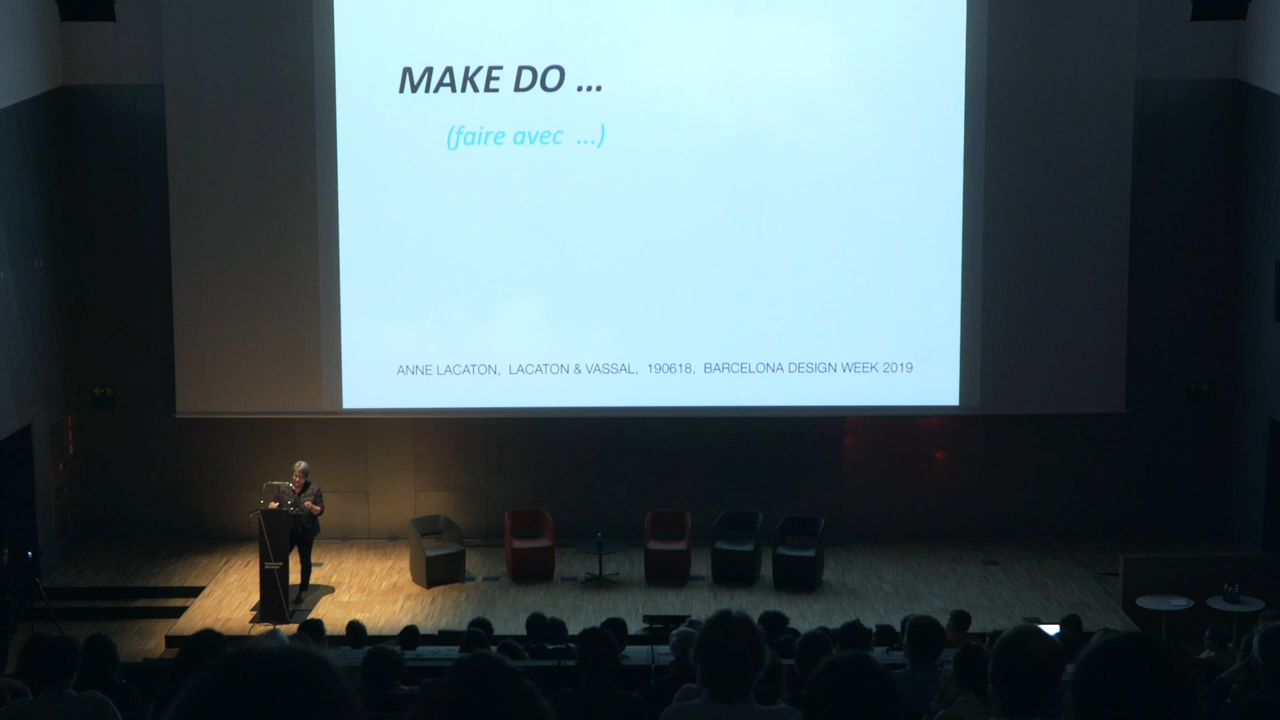 MAKE DO ...
(faire avec ...)
ANNE LACATON, LACATON & VASSAL, 190618, BARCELONA DESIGN WEEK 2019